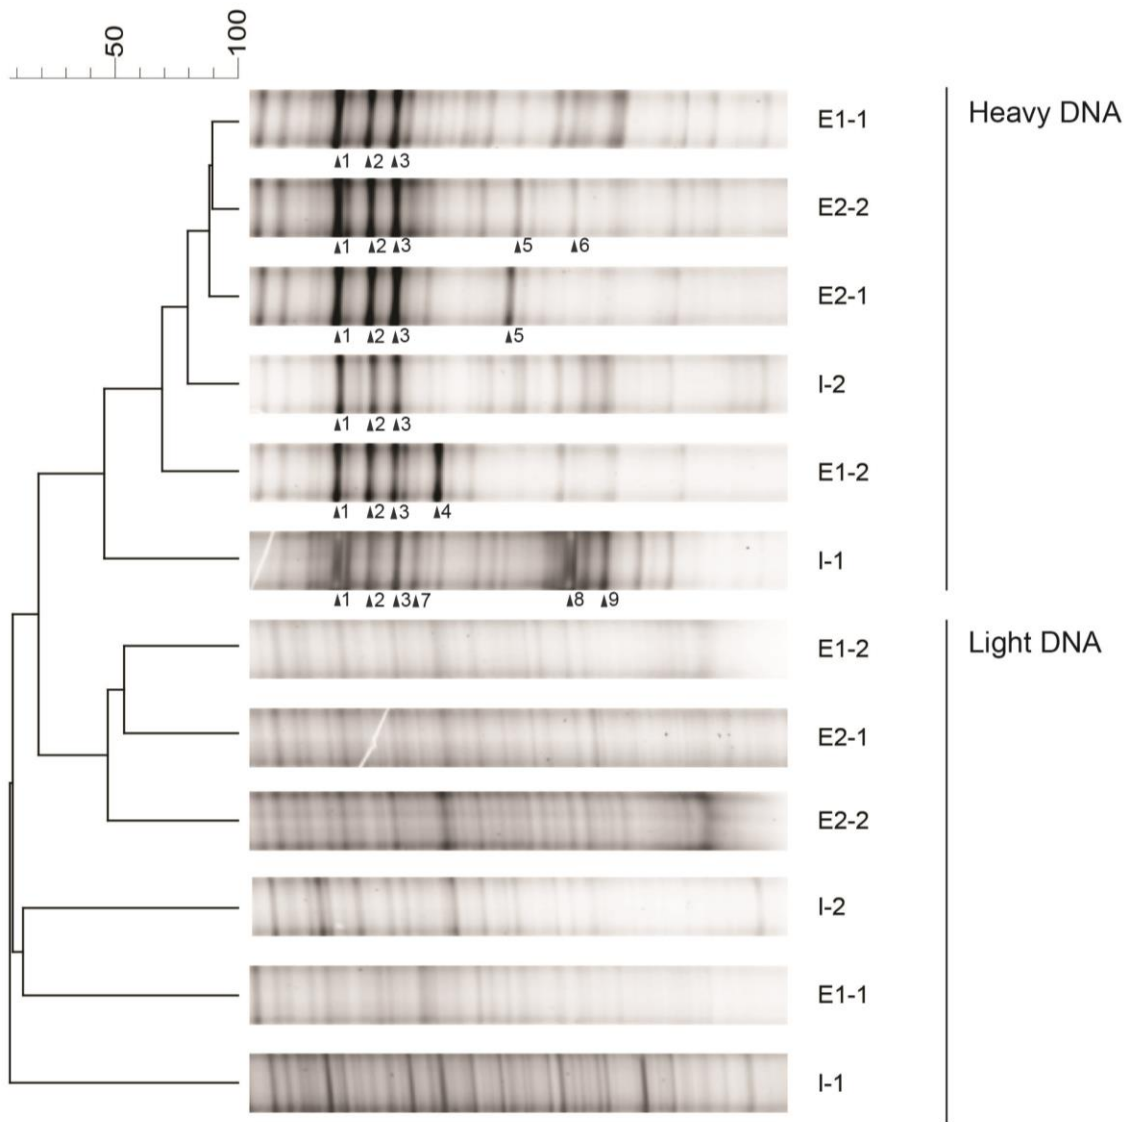 50
100
E1-1
Heavy DNA
▲1 ▲2 ▲3
E2-2
▲1 ▲2 ▲3 ▲5 ▲6
E2-1
▲1 ▲2 ▲3 ▲5
I-2
▲1 ▲2 ▲3
E1-2
▲1 ▲2 ▲3 ▲4
I-1
▲1 ▲2 ▲3 ▲7 ▲8 ▲9
E1-2
Light DNA
E2-1
E2-2
I-2
E1-1
I-1